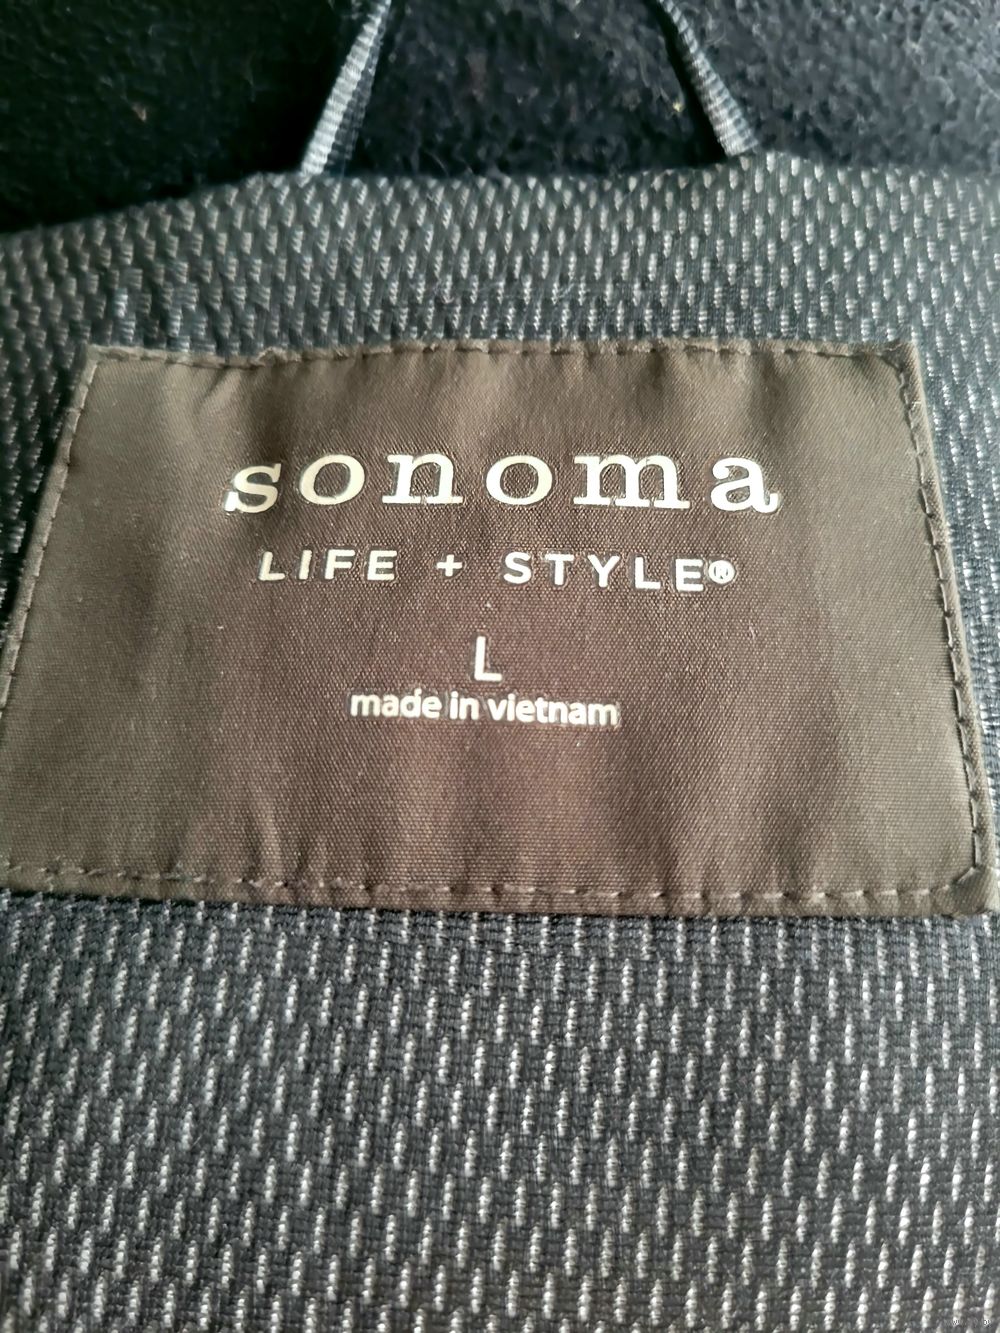 sonoma
LIFE + STYLE®
L
made in vietnam